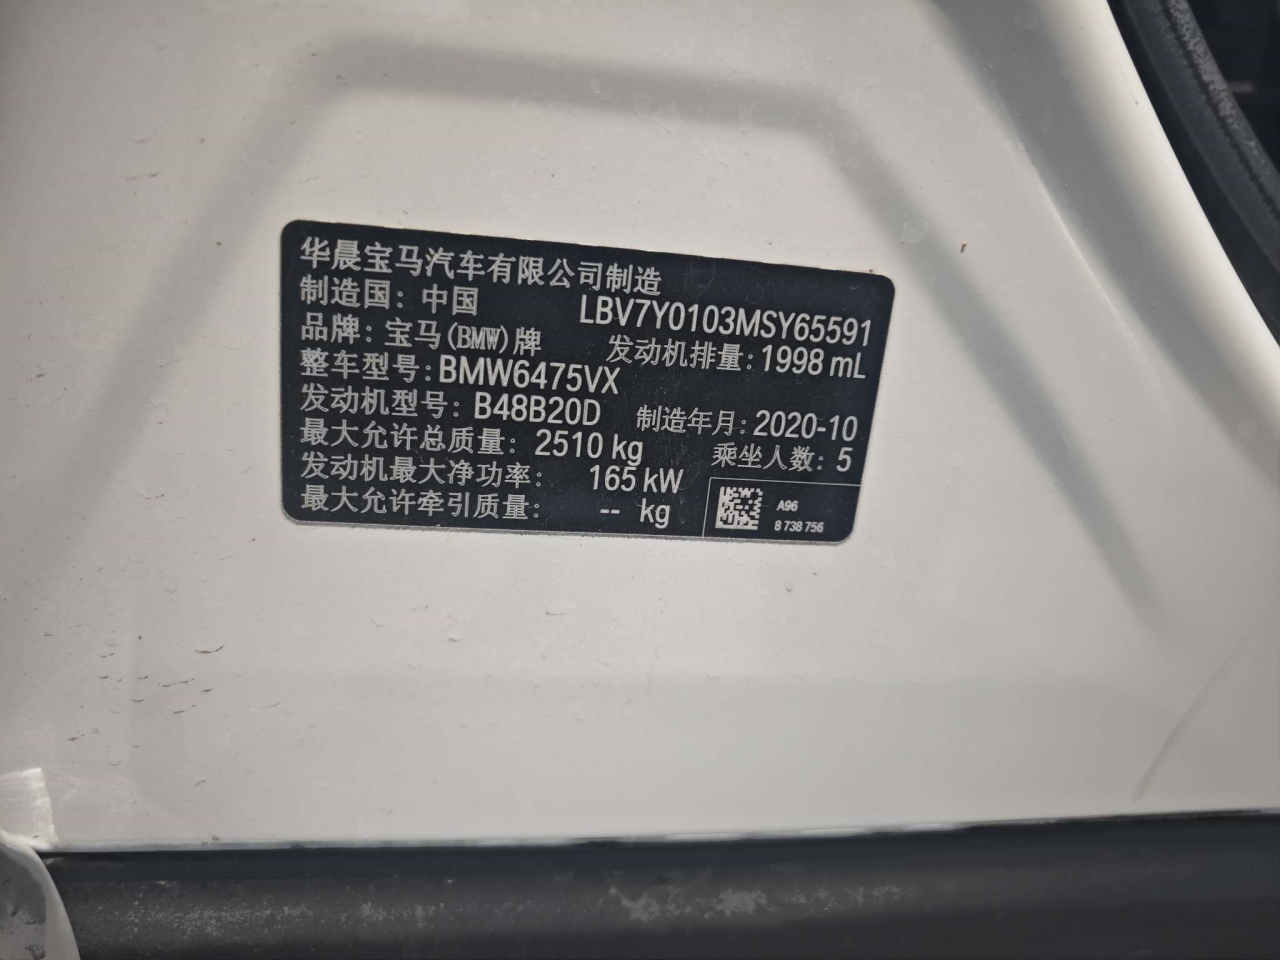 华晨宝马汽车有限公司制造
制造国：中国 LBV7Y0103MSY65591
品牌：宝马(BMW)牌 发动机排量：1998 mL
整车型号：BMW6475VX
发动机型号：B48B20D 制造年月：2020-10
最大允许总质量：2510 kg 乘坐人数：5
发动机最大净功率：165 kW
最大允许牵引质量：-- kg
A96
8 738 756